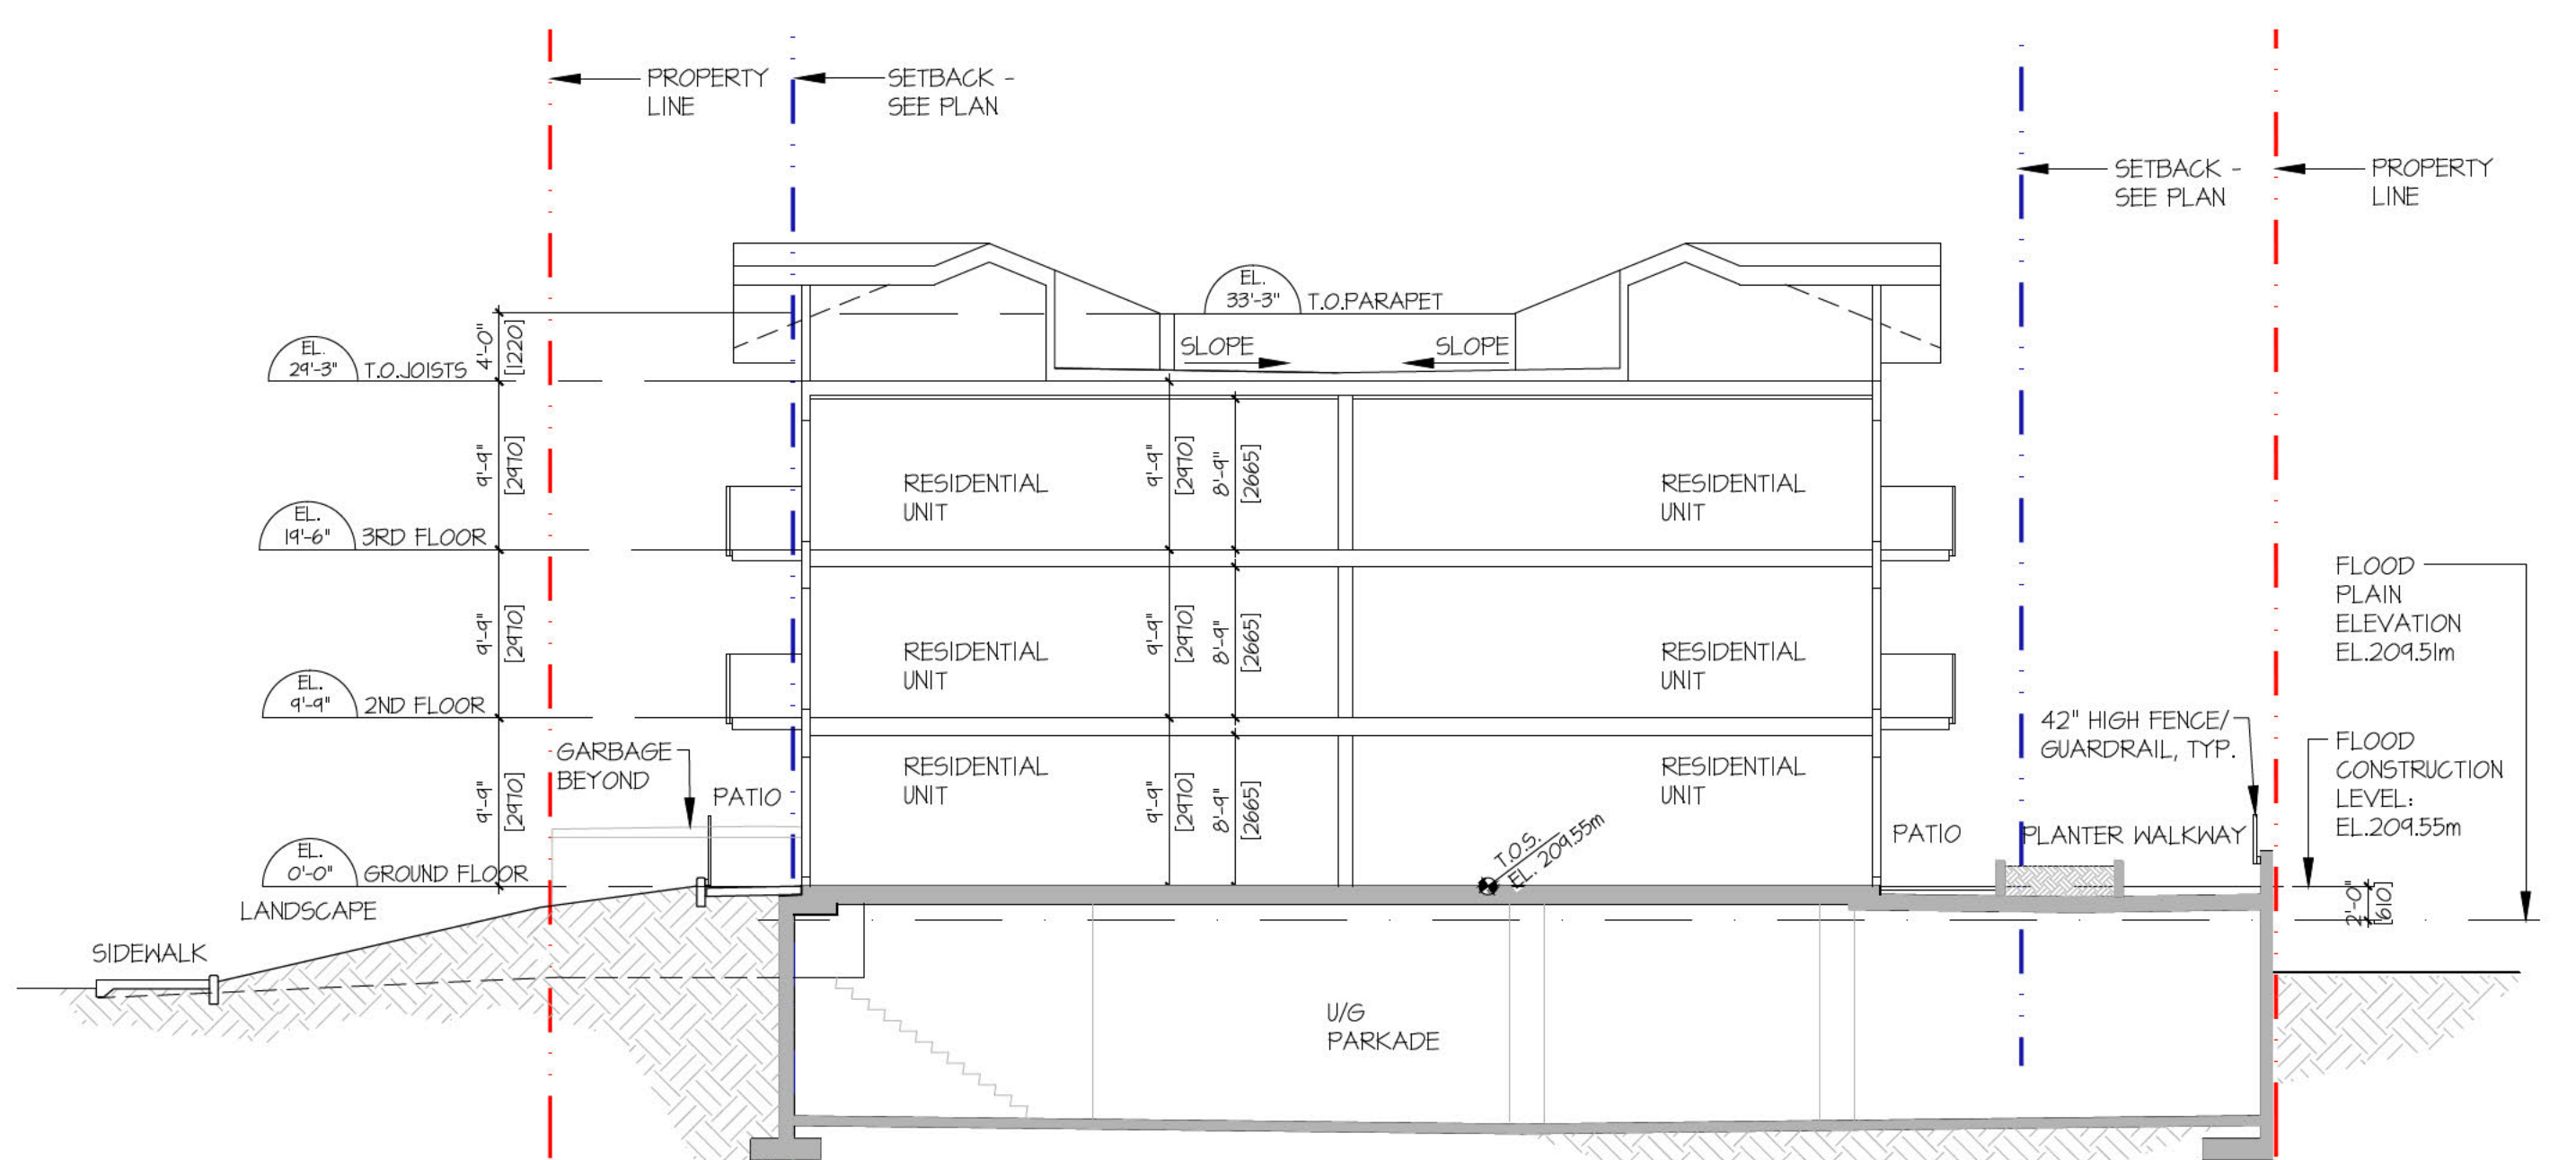 PROPERTY
LINE
SETBACK -
SEE PLAN
SETBACK -
SEE PLAN
PROPERTY
LINE
EL.
33'-3"
T.O.PARAPET
SLOPE
SLOPE
4'-0"
[1220]
EL.
29'-3"
T.O.JOISTS
9'-9"
[2970]
9'-9"
[2970]
8'-9"
[2665]
RESIDENTIAL
UNIT
RESIDENTIAL
UNIT
EL.
19'-6"
3RD FLOOR
9'-9"
[2970]
9'-9"
[2970]
8'-9"
[2665]
RESIDENTIAL
UNIT
RESIDENTIAL
UNIT
FLOOD
PLAIN
ELEVATION
EL.209.51m
EL.
9'-9"
2ND FLOOR
GARBAGE
BEYOND
PATIO
9'-9"
[2970]
RESIDENTIAL
UNIT
9'-9"
[2970]
8'-9"
[2665]
RESIDENTIAL
UNIT
42" HIGH FENCE/
GUARDRAIL, TYP.
FLOOD
CONSTRUCTION
LEVEL:
EL.209.55m
T.O.S.
EL. 209.55m
PATIO
PLANTER WALKWAY
EL.
0'-0"
GROUND FLOOR
LANDSCAPE
2'-0"
[610]
SIDEWALK
U/G
PARKADE